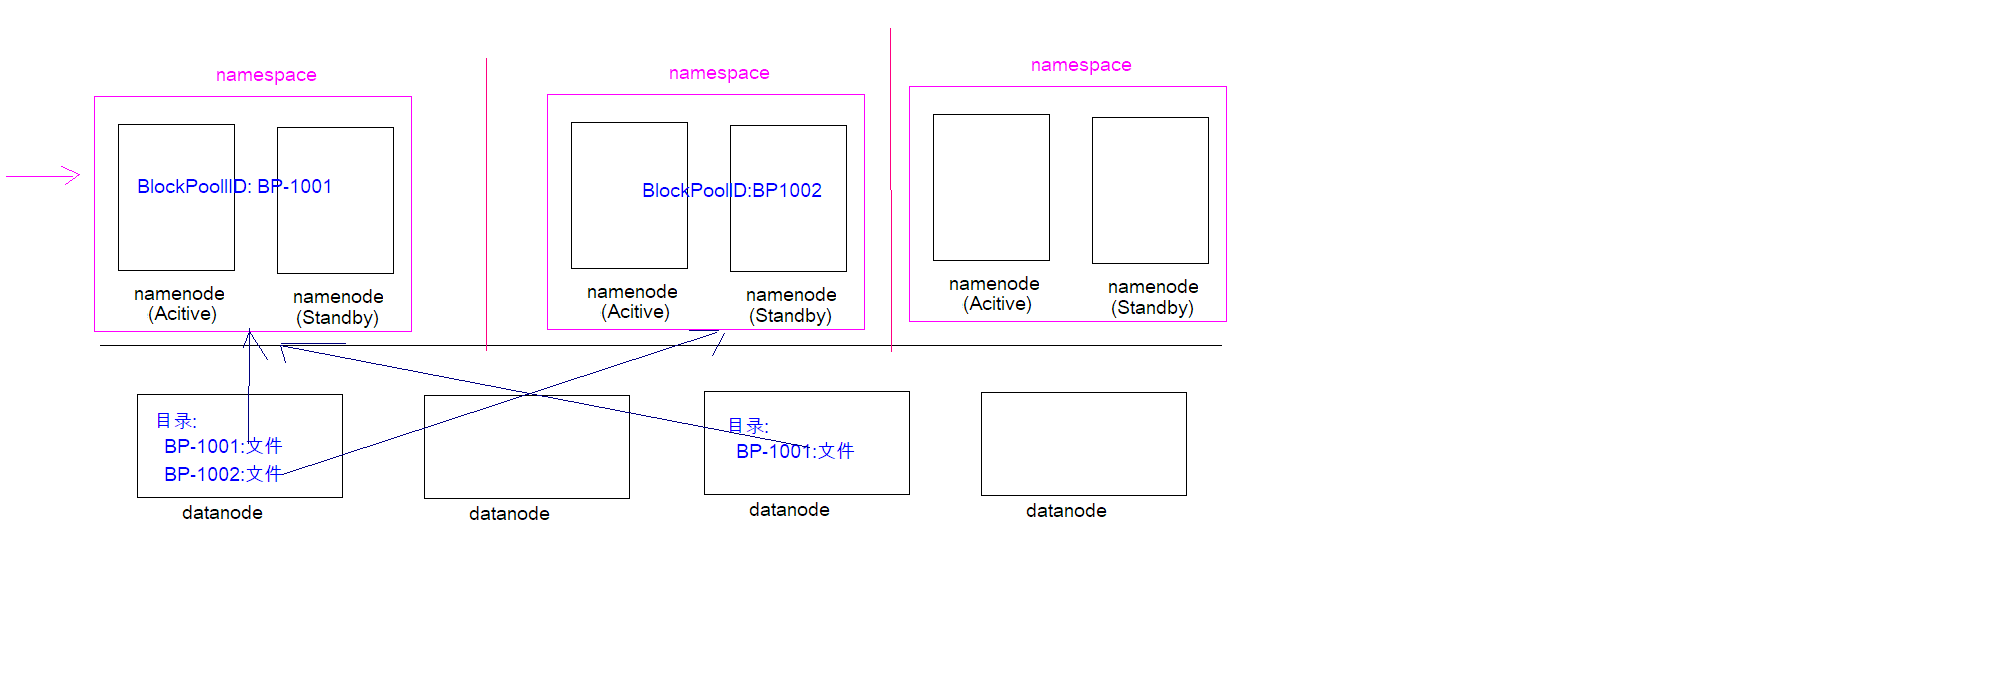 namespace
namespace
namespace
BlockPoollID: BP-1001
BlockPoolID:BP1002
namenode
(Acitive)
namenode
(Standby)
namenode
(Acitive)
namenode
(Standby)
namenode
(Acitive)
namenode
(Standby)
目录:
BP-1001:文件
BP-1002:文件
datanode
datanode
目录:
BP-1001:文件
datanode
datanode